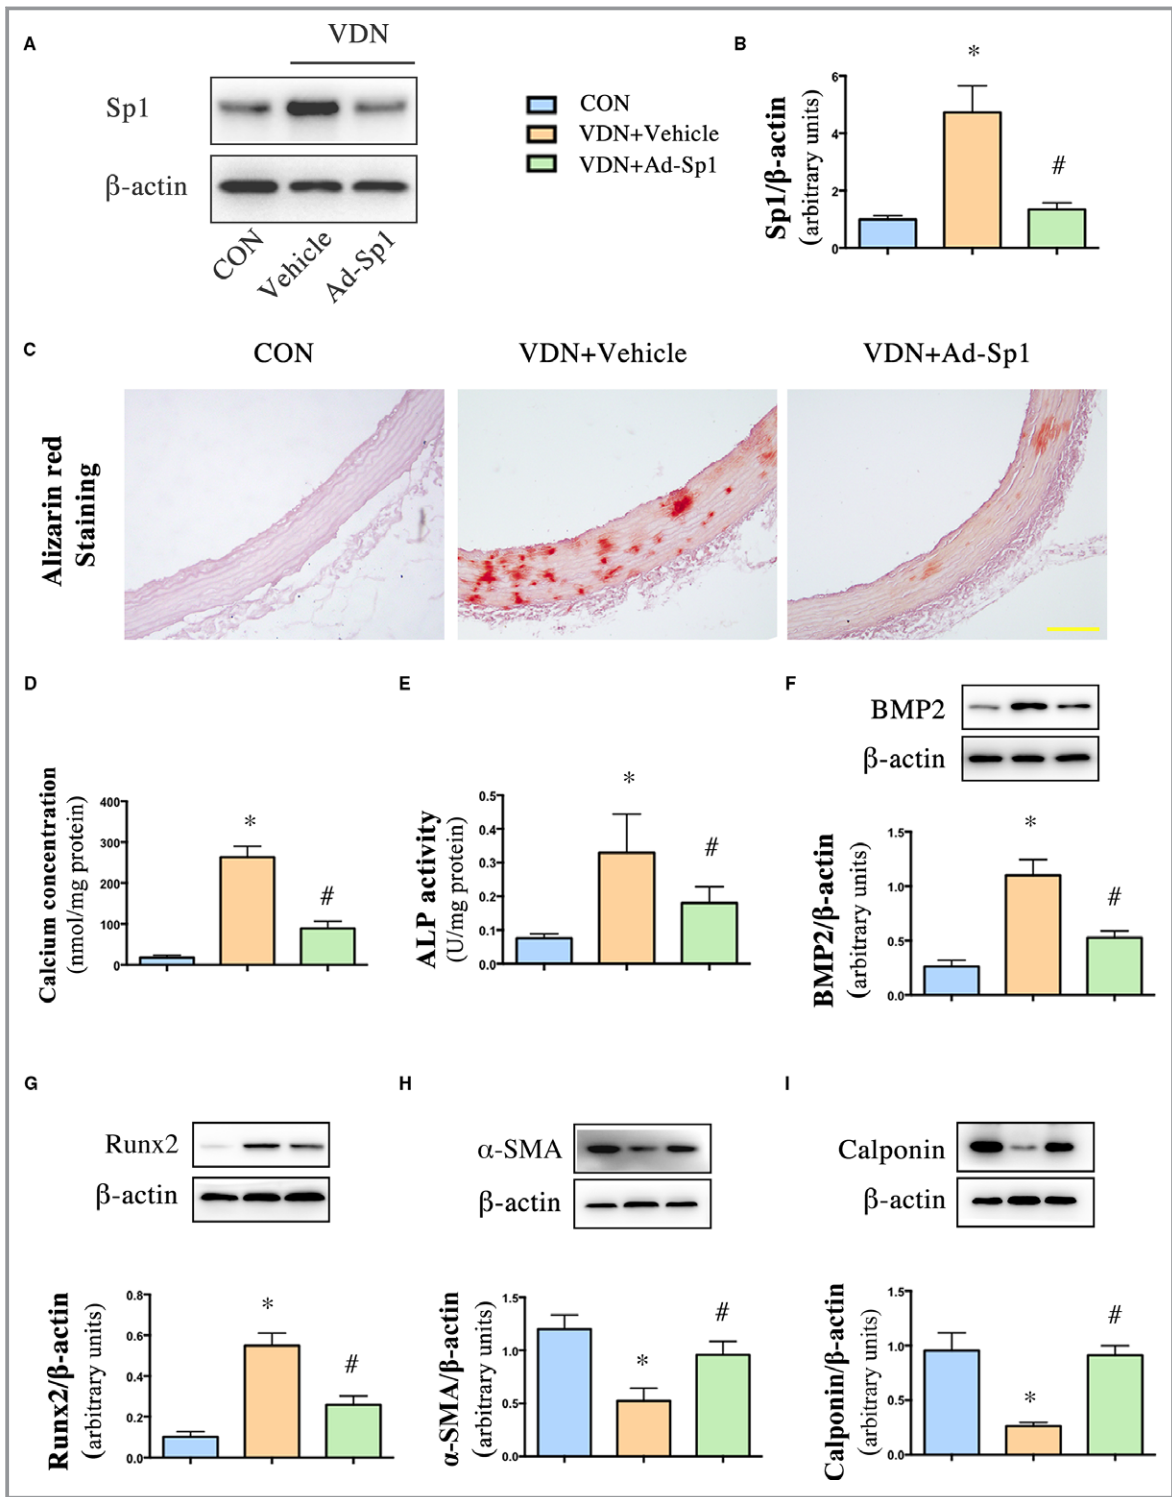 A
VDN
Sp1
β-actin
CON
Vehicle
Ad-Sp1
CON
VDN+Vehicle
VDN+Ad-Sp1
B
Sp1/β-actin
(arbitrary units)
6
4
2
0
*
#
C
CON
VDN+Vehicle
VDN+Ad-Sp1
Alizarin red
Staining
D
Calcium concentration
(nmol/mg protein)
400
300
200
100
0
*
#
E
ALP activity
(U/mg protein)
0.5
0.4
0.3
0.2
0.1
0.0
*
#
F
BMP2
β-actin
BMP2/β-actin
(arbitrary units)
1.5
1.0
0.5
0.0
*
#
G
Runx2
β-actin
Runx2/β-actin
(arbitrary units)
0.8
0.6
0.4
0.2
0.0
*
#
H
α-SMA
β-actin
α-SMA/β-actin
(arbitrary units)
1.5
1.0
0.5
0.0
*
#
I
Calponin
β-actin
Calponin/β-actin
(arbitrary units)
1.5
1.0
0.5
0.0
*
#